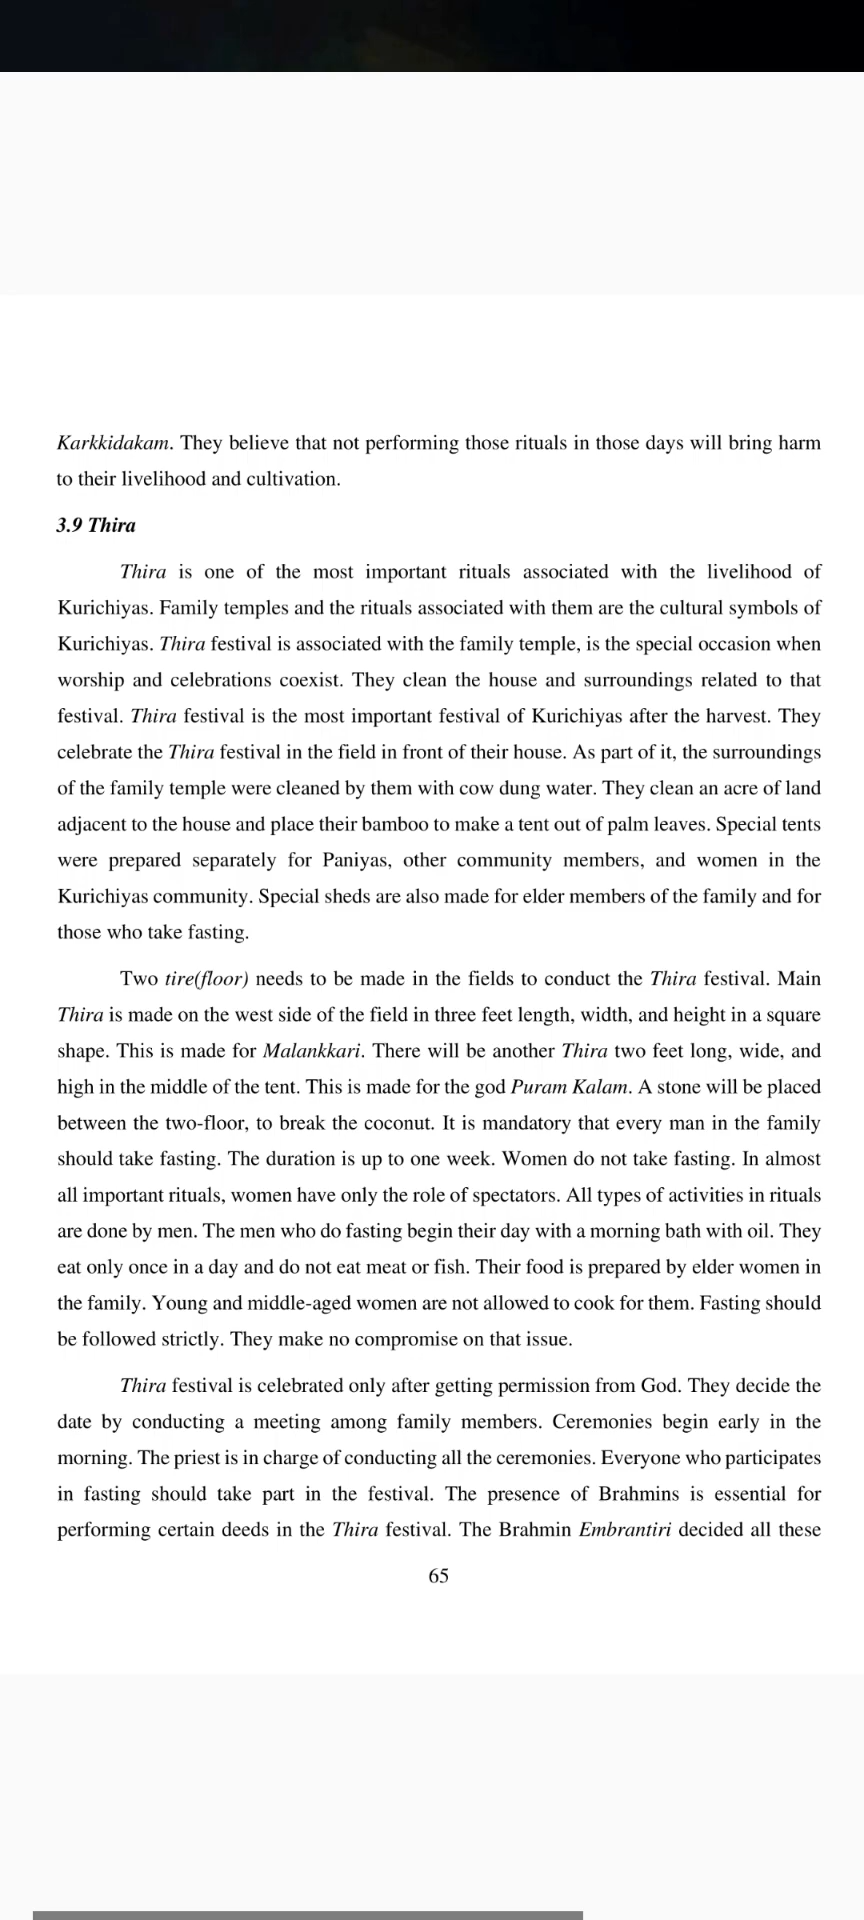 Karkkidakam. They believe that not performing those rituals in those days will bring harm
to their livelihood and cultivation.
3.9 Thira
Thira is one of the most important rituals associated with the livelihood of
Kurichiyas. Family temples and the rituals associated with them are the cultural symbols of
Kurichiyas. Thira festival is associated with the family temple, is the special occasion when
worship and celebrations coexist. They clean the house and surroundings related to that
festival. Thira festival is the most important festival of Kurichiyas after the harvest. They
celebrate the Thira festival in the field in front of their house. As part of it, the surroundings
of the family temple were cleaned by them with cow dung water. They clean an acre of land
adjacent to the house and place their bamboo to make a tent out of palm leaves. Special tents
were prepared separately for Paniyas, other community members, and women in the
Kurichiyas community. Special sheds are also made for elder members of the family and for
those who take fasting.
Two tire(floor) needs to be made in the fields to conduct the Thira festival. Main
Thira is made on the west side of the field in three feet length, width, and height in a square
shape. This is made for Malankkari. There will be another Thira two feet long, wide, and
high in the middle of the tent. This is made for the god Puram Kalam. A stone will be placed
between the two-floor, to break the coconut. It is mandatory that every man in the family
should take fasting. The duration is up to one week. Women do not take fasting. In almost
all important rituals, women have only the role of spectators. All types of activities in rituals
are done by men. The men who do fasting begin their day with a morning bath with oil. They
eat only once in a day and do not eat meat or fish. Their food is prepared by elder women in
the family. Young and middle-aged women are not allowed to cook for them. Fasting should
be followed strictly. They make no compromise on that issue.
Thira festival is celebrated only after getting permission from God. They decide the
date by conducting a meeting among family members. Ceremonies begin early in the
morning. The priest is in charge of conducting all the ceremonies. Everyone who participates
in fasting should take part in the festival. The presence of Brahmins is essential for
performing certain deeds in the Thira festival. The Brahmin Embrantiri decided all these
65